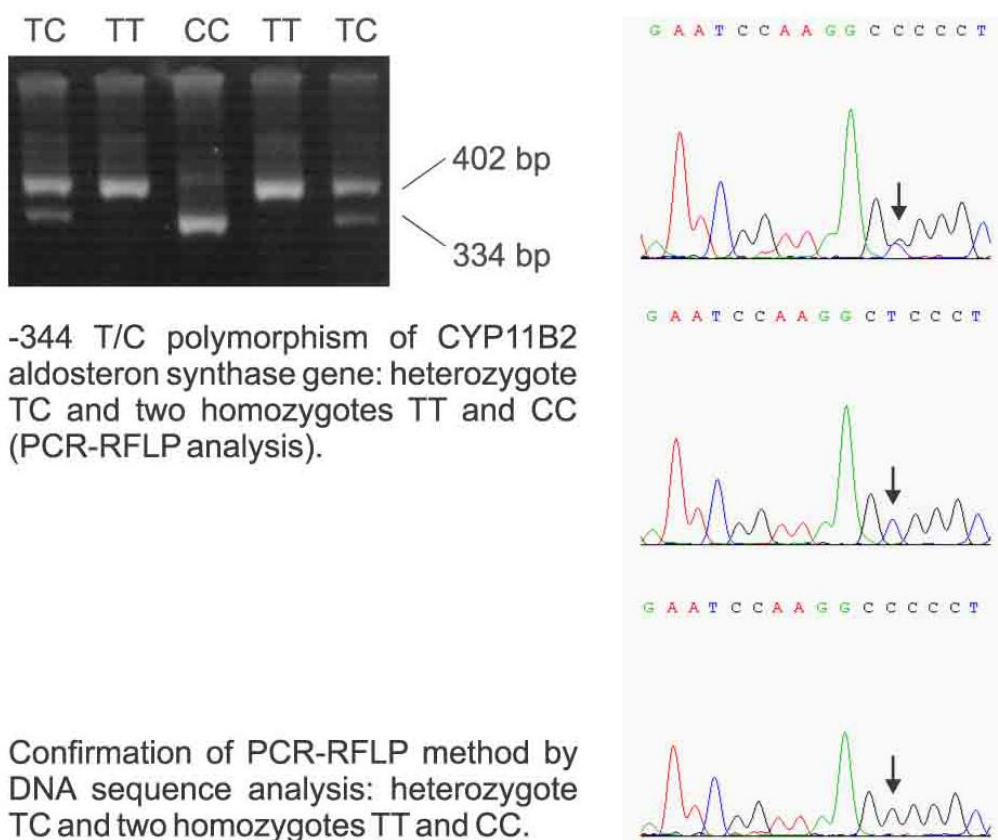 TC TT CC TT TC
402 bp
334 bp
-344 T/C polymorphism of CYP11B2
aldosteron synthase gene: heterozygote
TC and two homozygotes TT and CC
(PCR-RFLP analysis).
Confirmation of PCR-RFLP method by
DNA sequence analysis: heterozygote
TC and two homozygotes TT and CC.
G A A T C C A A G G C C C C C T
G A A T C C A A G G C T C C C T
G A A T C C A A G G C C C C C T